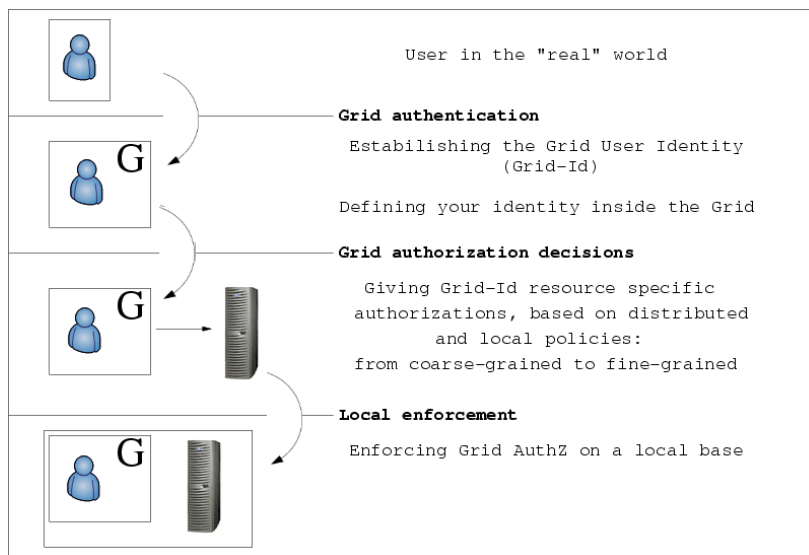 User in the "real" world
Grid authentication
G
Estabilishing the Grid User Identity
(Grid-Id)
Defining your identity inside the Grid
Grid authorization decisions
G
Giving Grid-Id resource specific
authorizations, based on distributed
and local policies:
from coarse-grained to fine-grained
Local enforcement
G
Enforcing Grid AuthZ on a local base